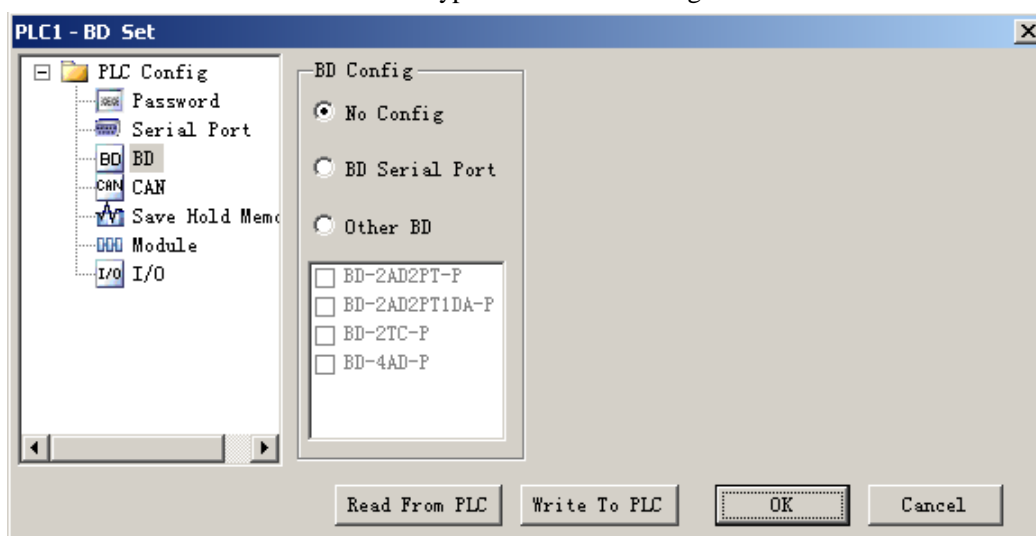 PLC1 - BD Set
PLC Config
Password
Serial Port
BD BD
CAN CAN
Save Hold Memo
Module
I/O I/O
BD Config
No Config
BD Serial Port
Other BD
BD-2AD2PT-P
BD-2AD2PT1DA-P
BD-2TC-P
BD-4AD-P
Read From PLC
Write To PLC
OK
Cancel